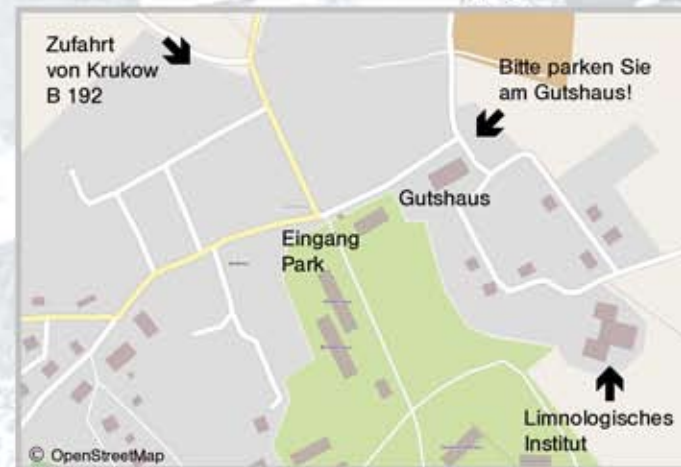 Zufahrt
von Krukow
B 192
Bitte parken Sie
am Gutshaus!
Gutshaus
Eingang
Park
Limnologisches
Institut
© OpenStreetMap